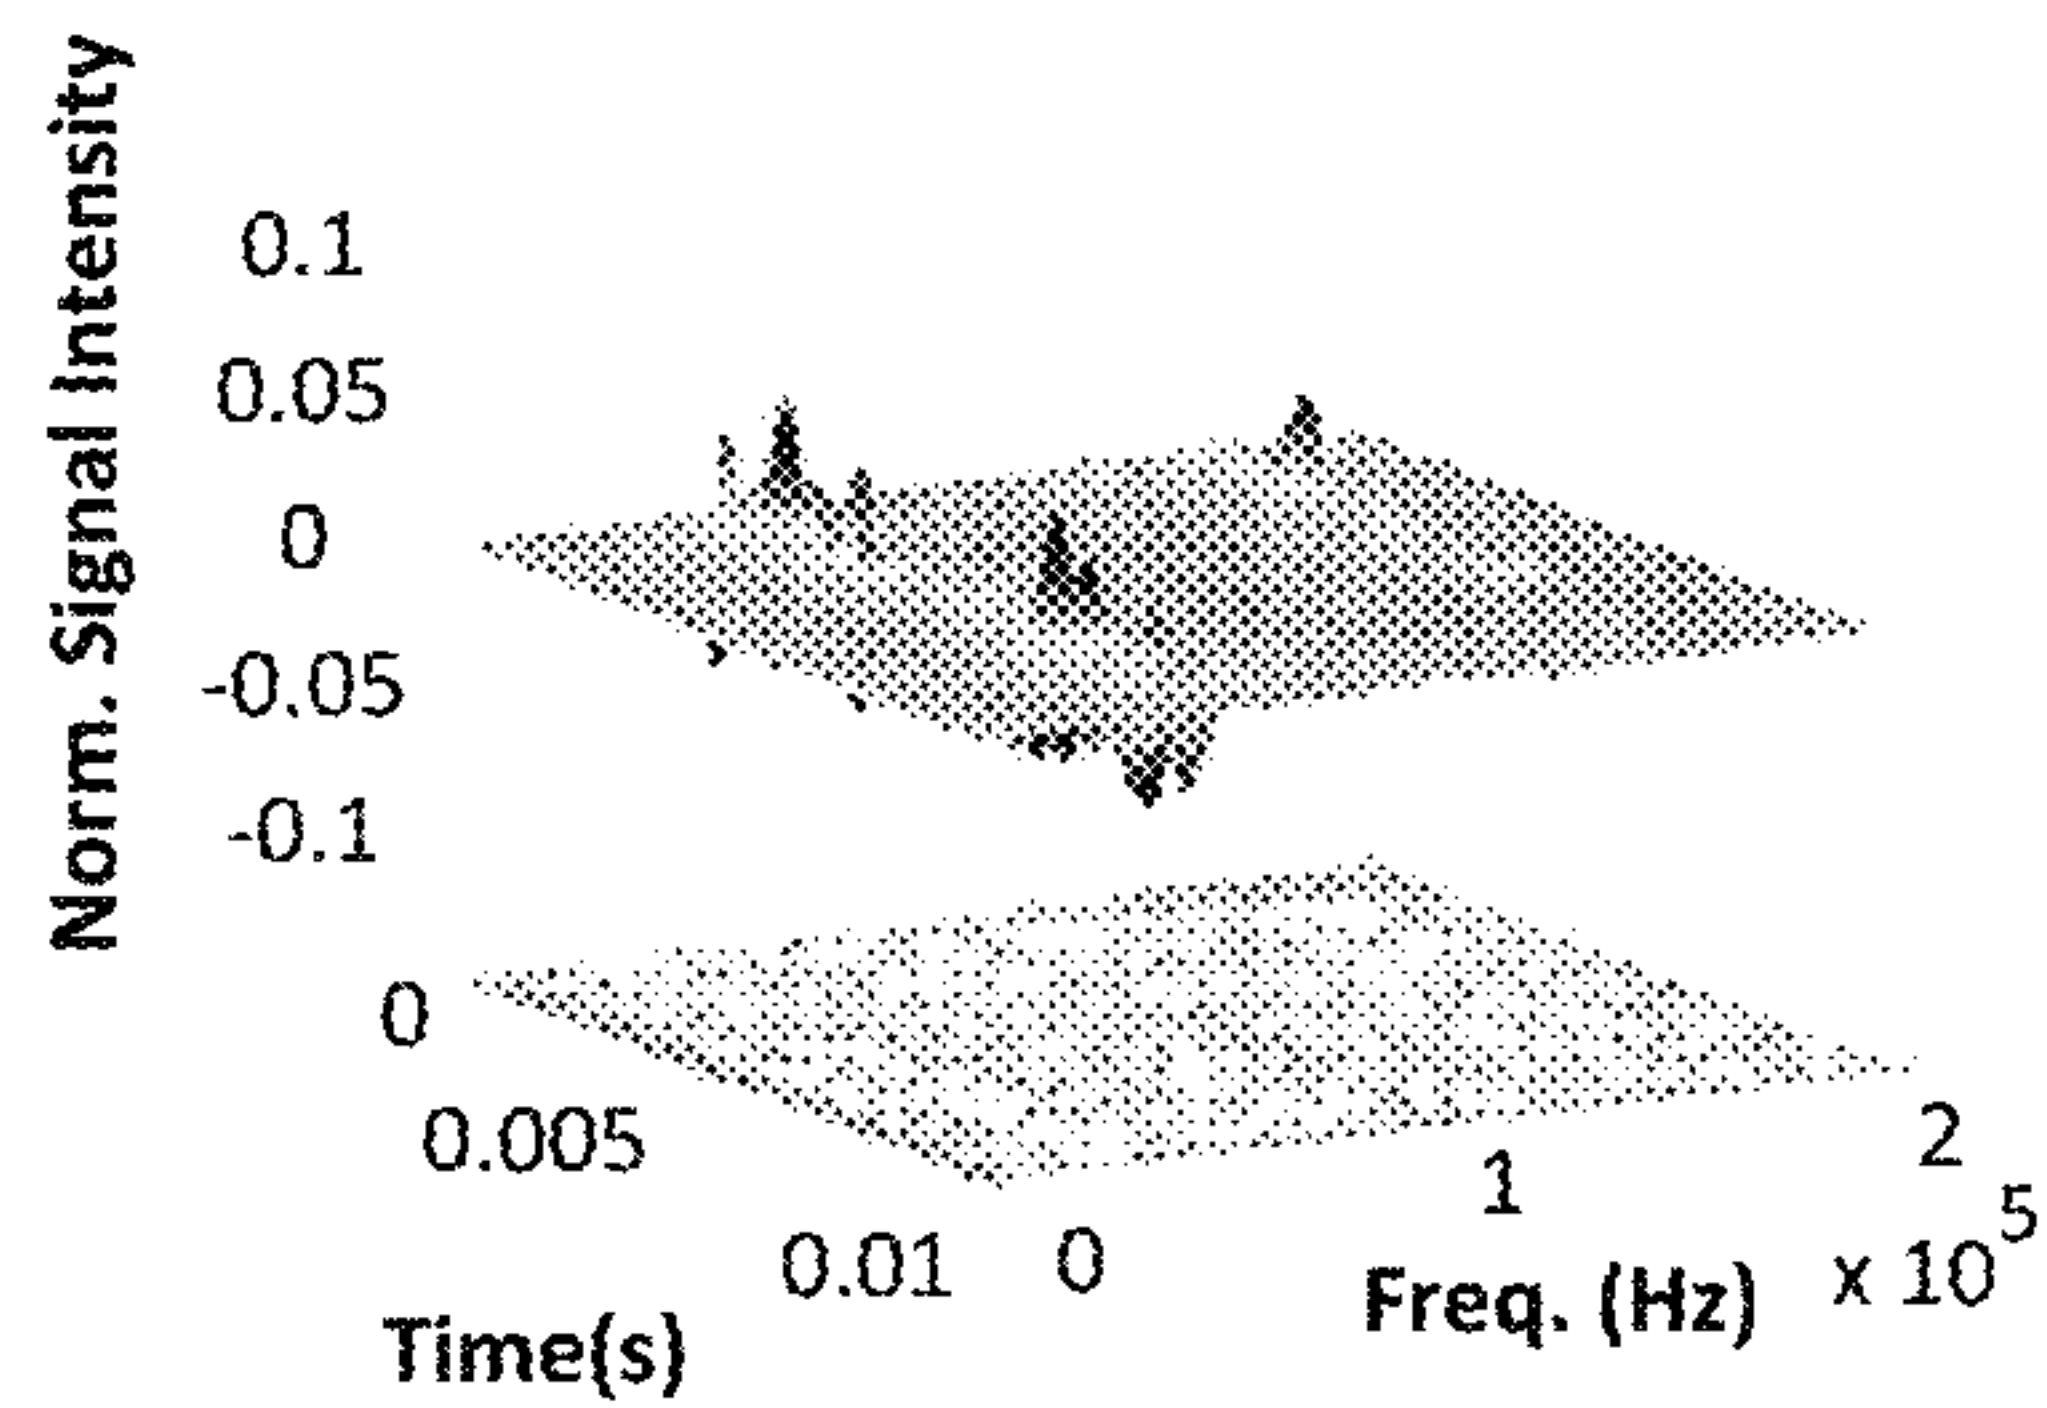 Norm. Signal Intensity
0.1
0.05
0
-0.05
-0.1
0
0.005
0.01
Time(s)
0
1
2
Freq. (Hz)
x 10^5